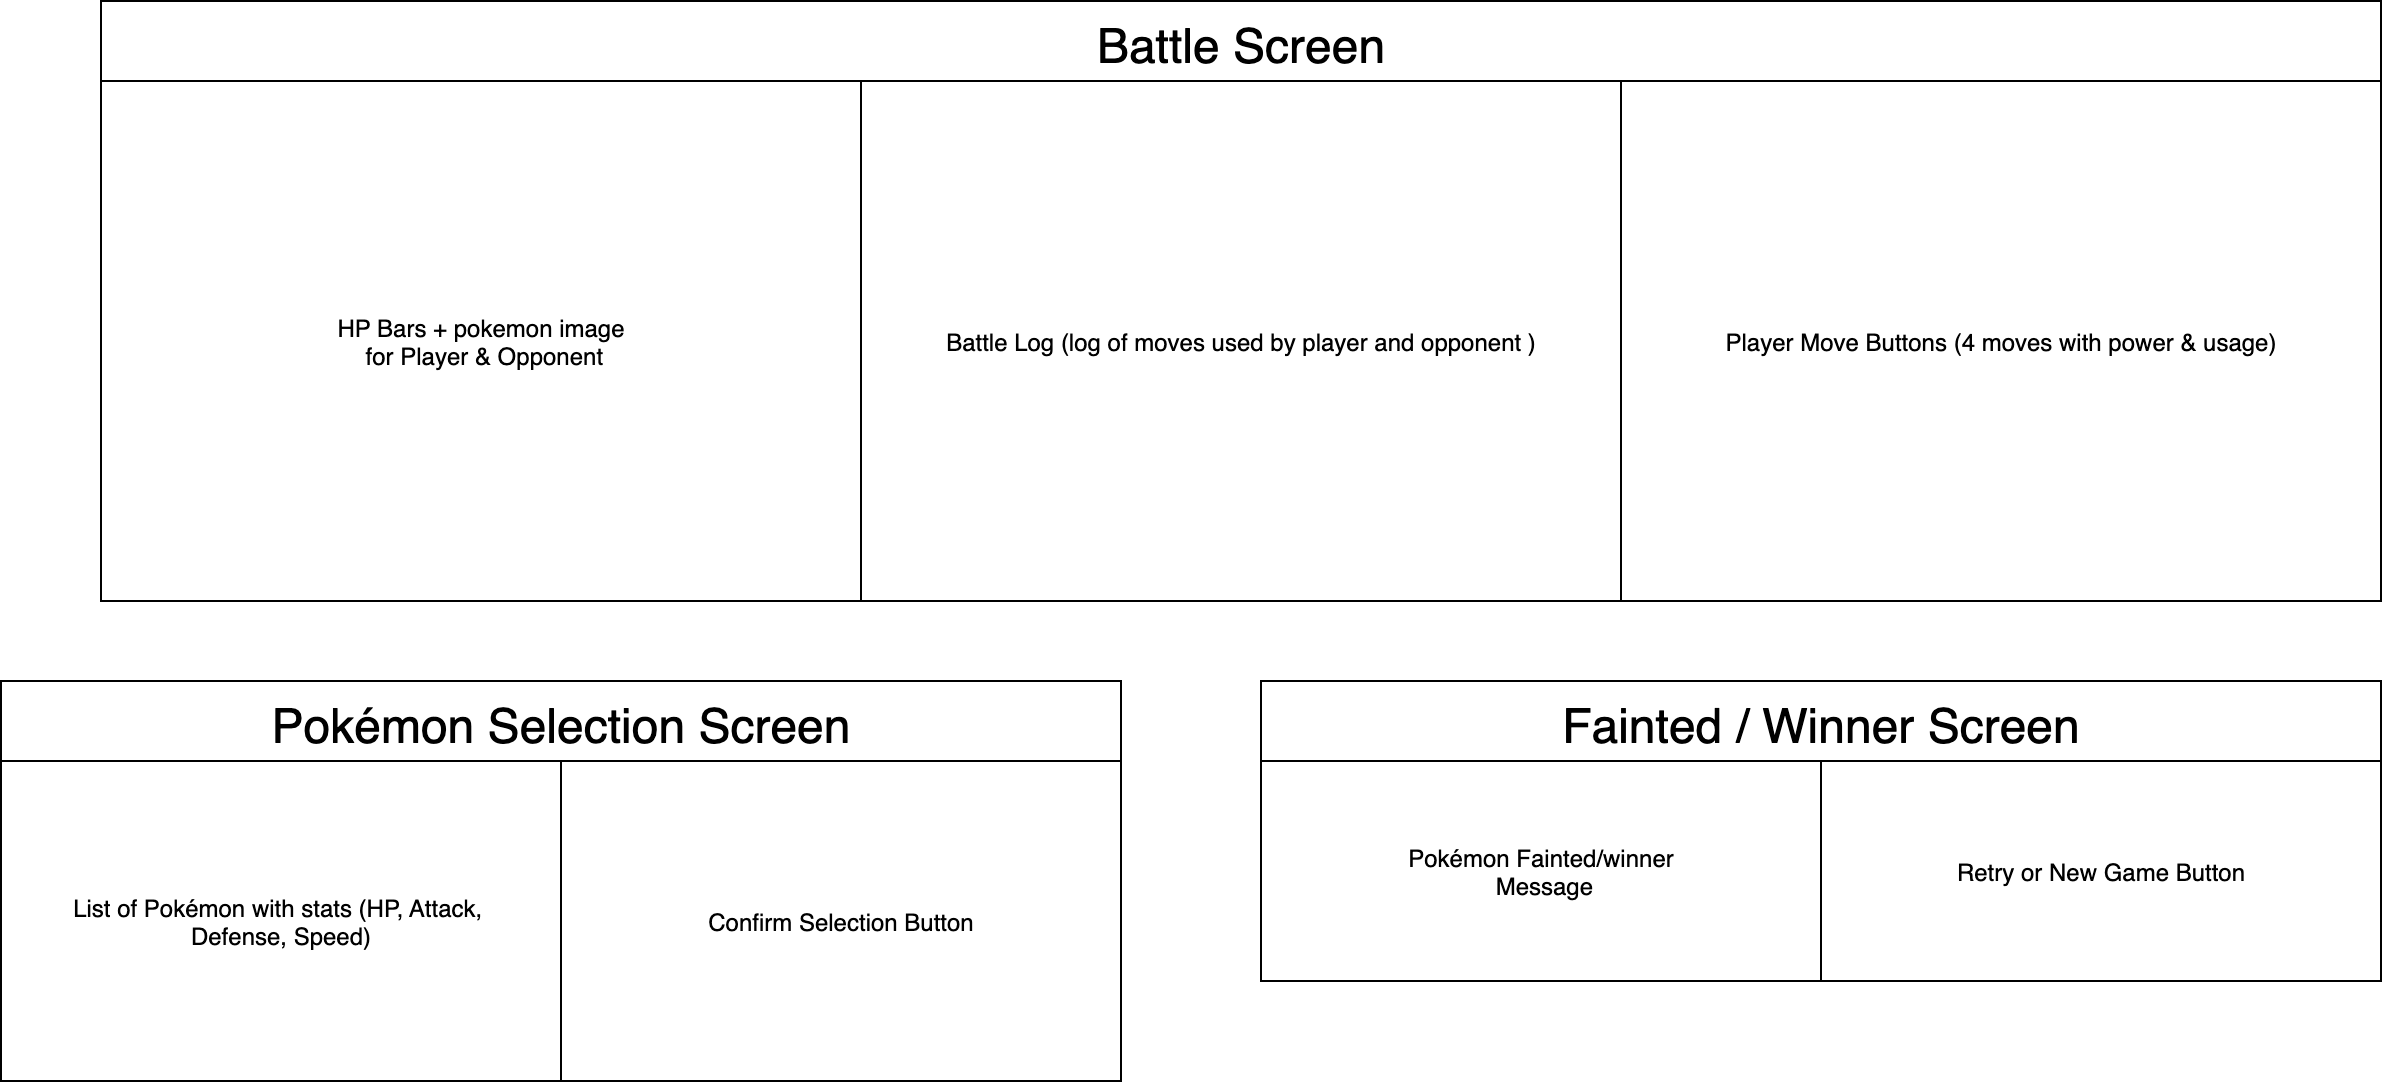 Battle Screen
HP Bars + pokemon image
for Player & Opponent
Battle Log (log of moves used by player and opponent )
Player Move Buttons (4 moves with power & usage)
Pokémon Selection Screen
List of Pokémon with stats (HP, Attack,
Defense, Speed)
Confirm Selection Button
Fainted / Winner Screen
Pokémon Fainted/winner
Message
Retry or New Game Button